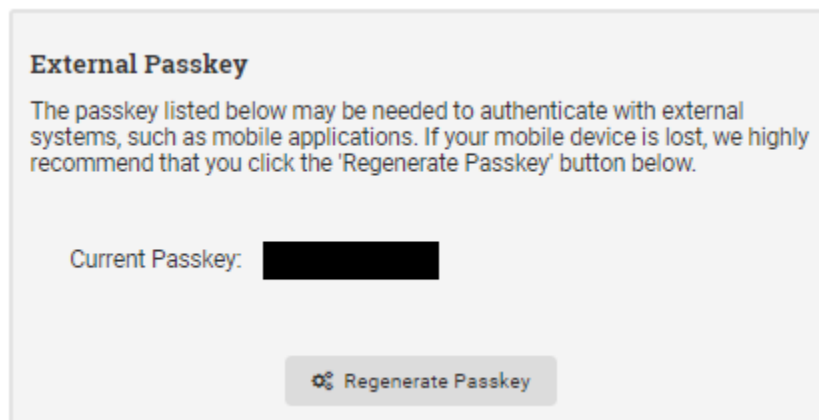 External Passkey
The passkey listed below may be needed to authenticate with external
systems, such as mobile applications. If your mobile device is lost, we highly
recommend that you click the 'Regenerate Passkey' button below.
Current Passkey:
Regenerate Passkey